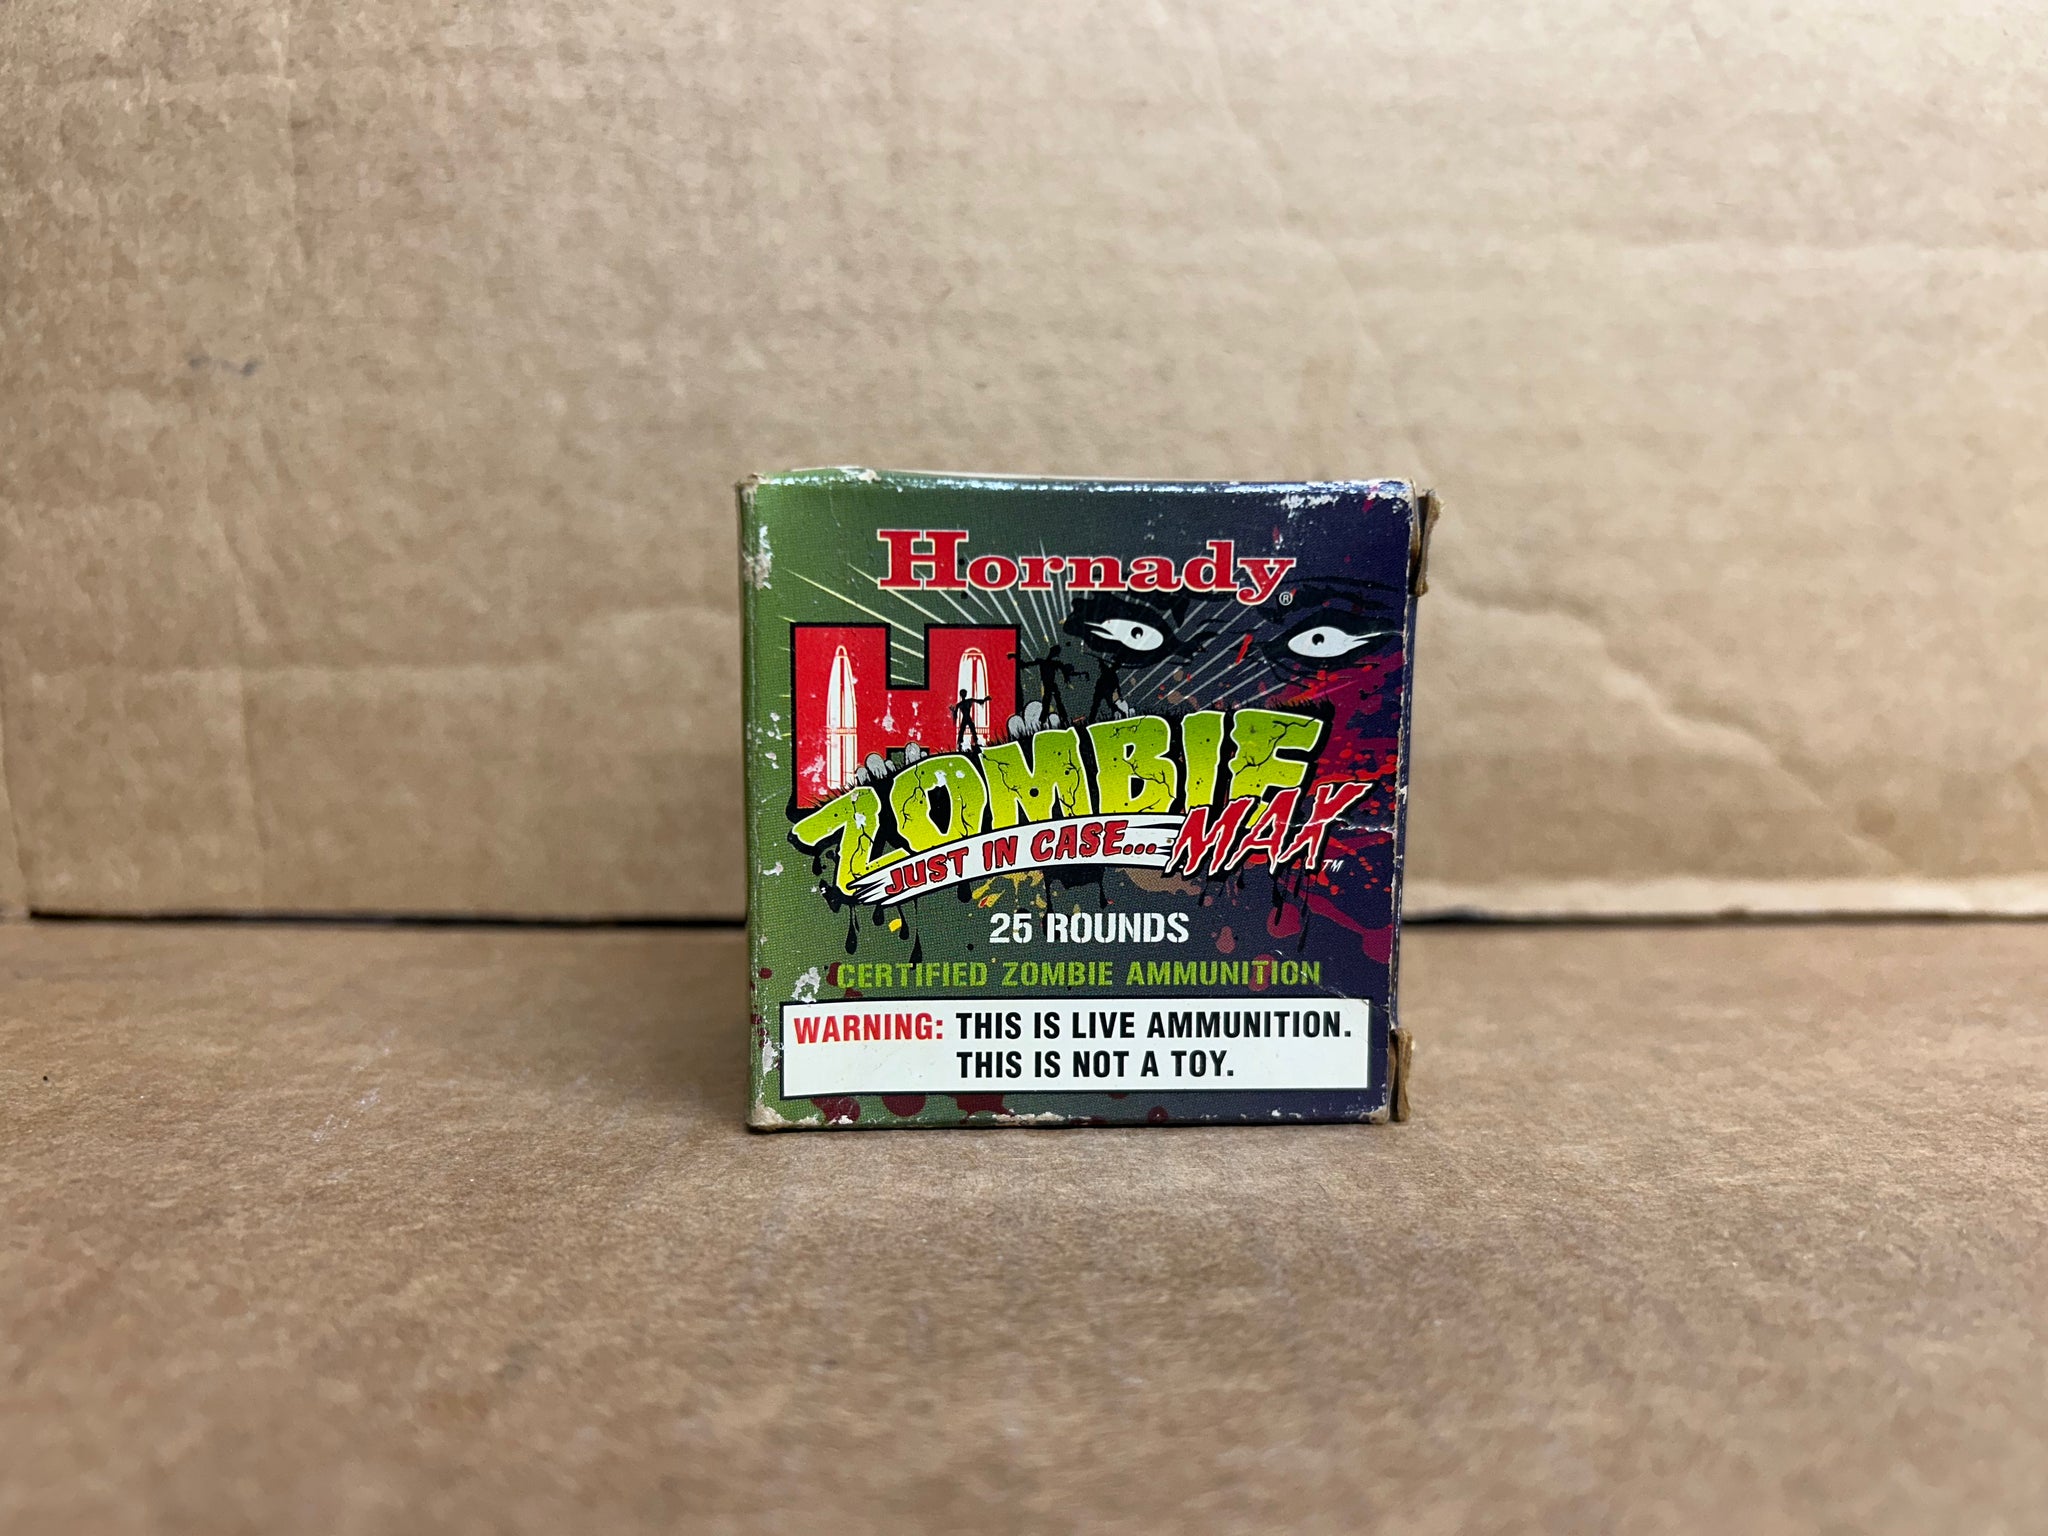 Hornady®
H
ZOMBIE
JUST IN CASE... MAX™
25 ROUNDS
CERTIFIED ZOMBIE AMMUNITION
WARNING: THIS IS LIVE AMMUNITION.
THIS IS NOT A TOY.